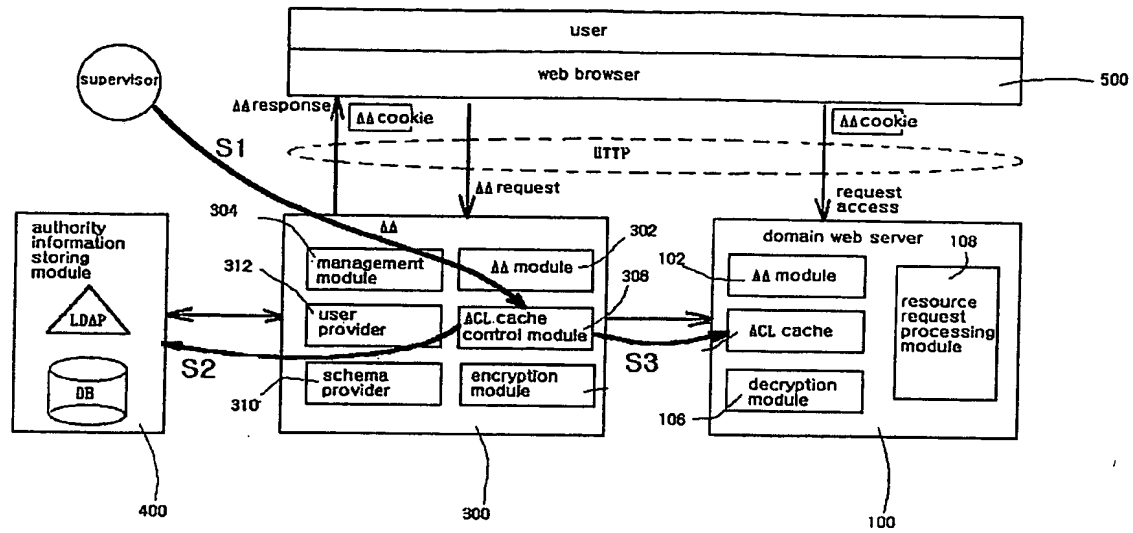 user
web browser
500
supervisor
AA response
AA cookie
AA cookie
S1
HTTP
AA request
request
access
304
authority
information
storing
module
LDAP
DB
400
AA
302
management
module
AA module
312
308
user
provider
ACL cache
control module
S2
S3
schema
provider
encryption
module
310
300
domain web server
108
102
AA module
resource
request
processing
module
ACL cache
decryption
module
106
100